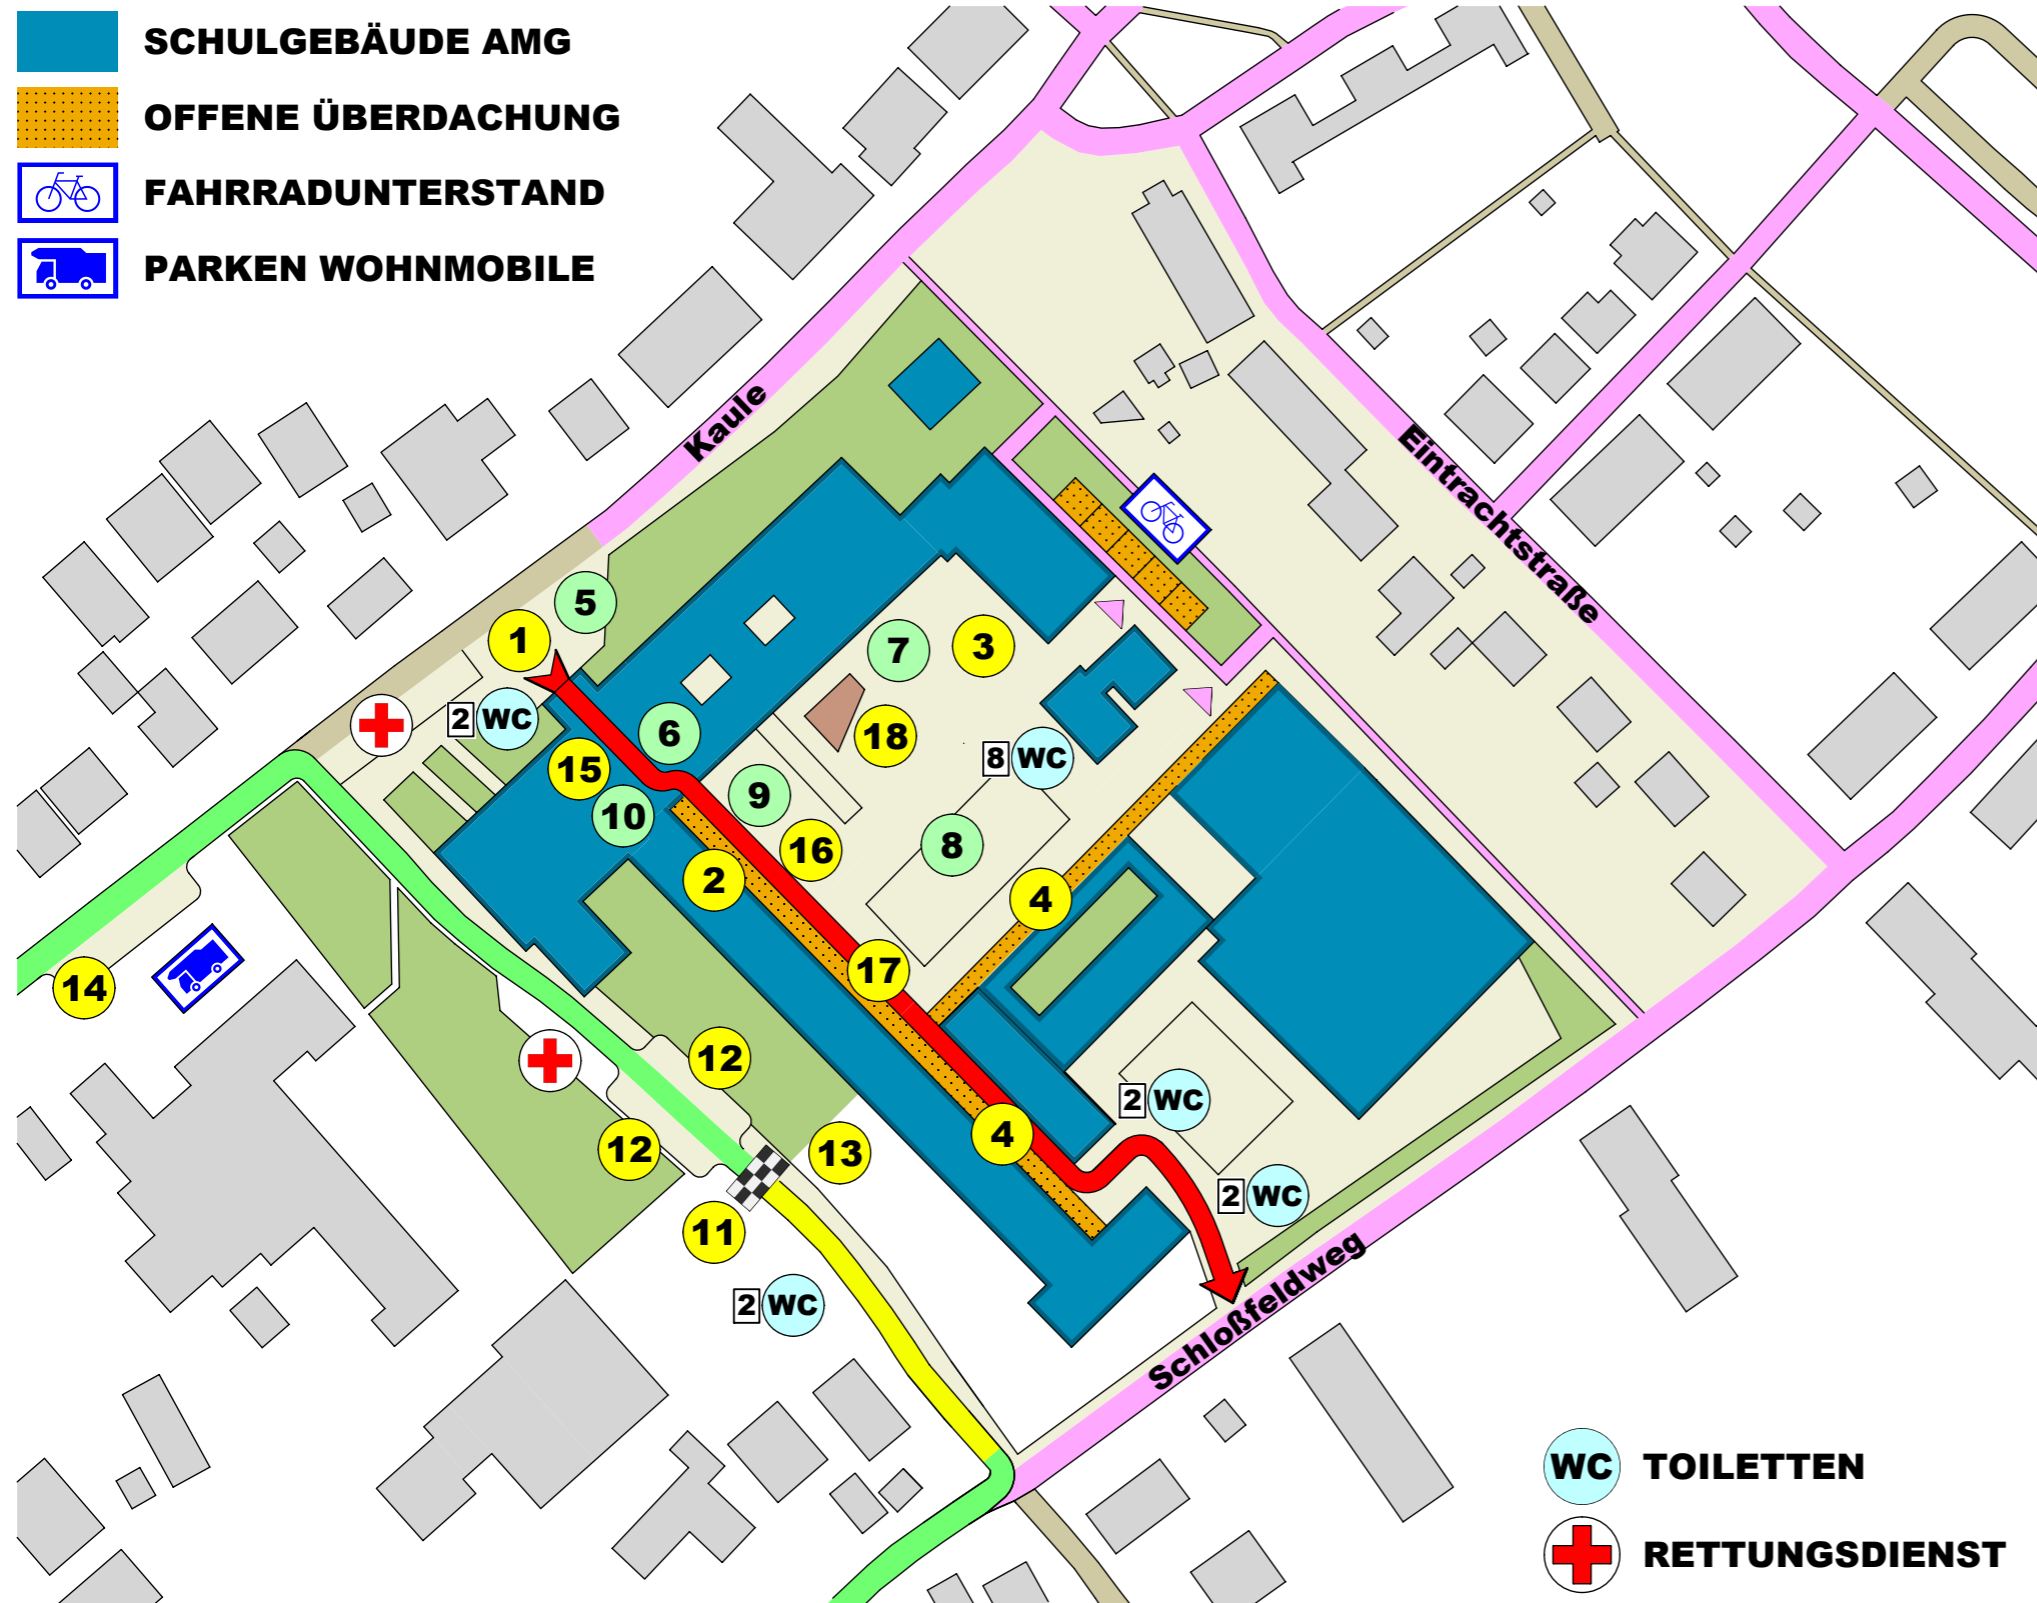 SCHULGEBÄUDE AMG
OFFENE ÜBERDACHUNG
FAHRRADUNTERSTAND
PARKEN WOHNMOBILE
Kaule
Eintrachtstraße
5
1
7
3
2 WC
6
18
15
8 WC
9
10
16
8
2
4
17
14
12
2 WC
4
12
13
2 WC
11
2 WC
Schloßfeldweg
WC TOILETTEN
RETTUNGSDIENST